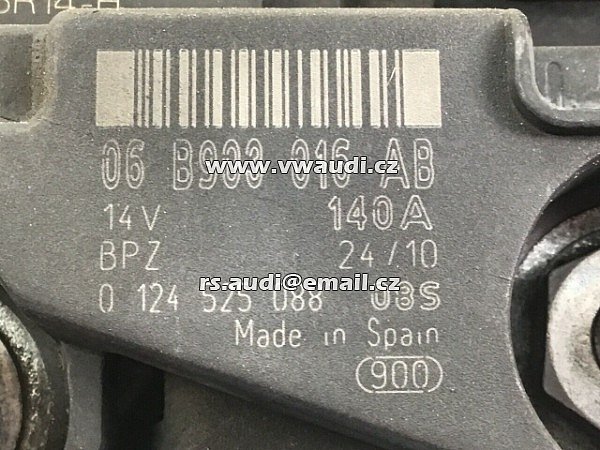 06 B903 016 AB
www.vwaudi.cz
14V 140A
BPZ 24/10
rs.audi@email.cz
0 124 525 088 08S
Made in Spain
900